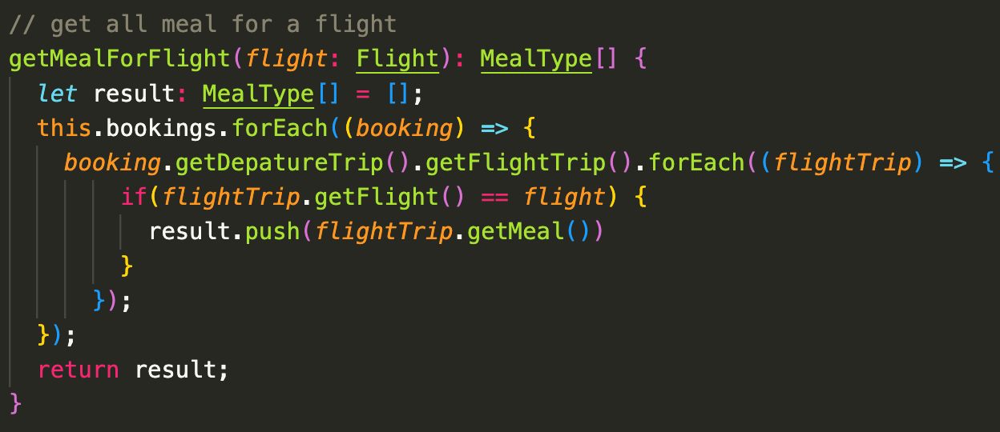 // get all meal for a flight
getMealForFlight(flight: Flight): MealType[] {
  let result: MealType[] = [];
  this.bookings.forEach((booking) => {
    booking.getDepatureTrip().getFlightTrip().forEach((flightTrip) => {
        if(flightTrip.getFlight() == flight) {
          result.push(flightTrip.getMeal())
        }
      });
  });
  return result;
}